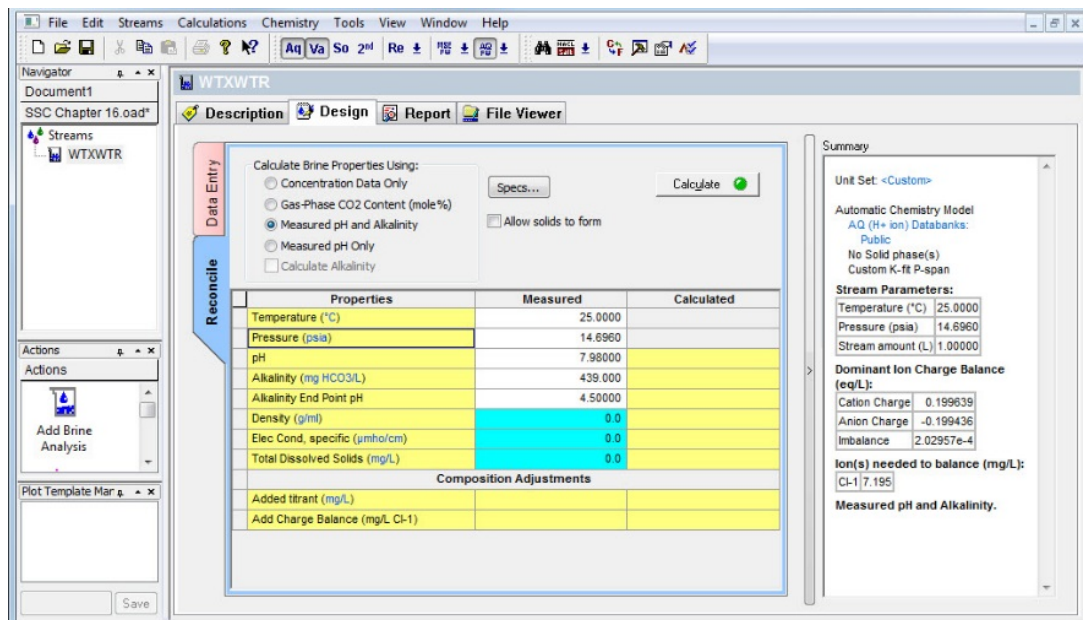 File Edit Streams Calculations Chemistry Tools View Window Help
Aq Va So 2nd Re
Navigator
Document1
SSC Chapter 16.oad*
Streams
WTXWTR
Actions
Actions
Add Brine
Analysis
Plot Template Mar
Save
WTXWTR
Description Design Report File Viewer
Data Entry
Reconcile
Calculate Brine Properties Using:
Concentration Data Only
Gas-Phase CO2 Content (mole%)
Measured pH and Alkalinity
Measured pH Only
Calculate Alkalinity
Specs...
Allow solids to form
Calculate
Properties Measured Calculated
Temperature (°C) 25.0000
Pressure (psia) 14.6960
pH 7.98000
Alkalinity (mg HCO3/L) 439.000
Alkalinity End Point pH 4.50000
Density (g/ml) 0.0
Elec Cond, specific (µmho/cm) 0.0
Total Dissolved Solids (mg/L) 0.0
Composition Adjustments
Added titrant (mg/L)
Add Charge Balance (mg/L Cl-1)
Summary
Unit Set: <Custom>
Automatic Chemistry Model
AQ (H+ ion) Databanks:
Public
No Solid phase(s)
Custom K-fit P-span
Stream Parameters:
Temperature (°C) 25.0000
Pressure (psia) 14.6960
Stream amount (L) 1.00000
Dominant Ion Charge Balance
(eq/L):
Cation Charge 0.199639
Anion Charge -0.199436
Imbalance 2.02957e-4
Ion(s) needed to balance (mg/L):
Cl-1 7.195
Measured pH and Alkalinity.